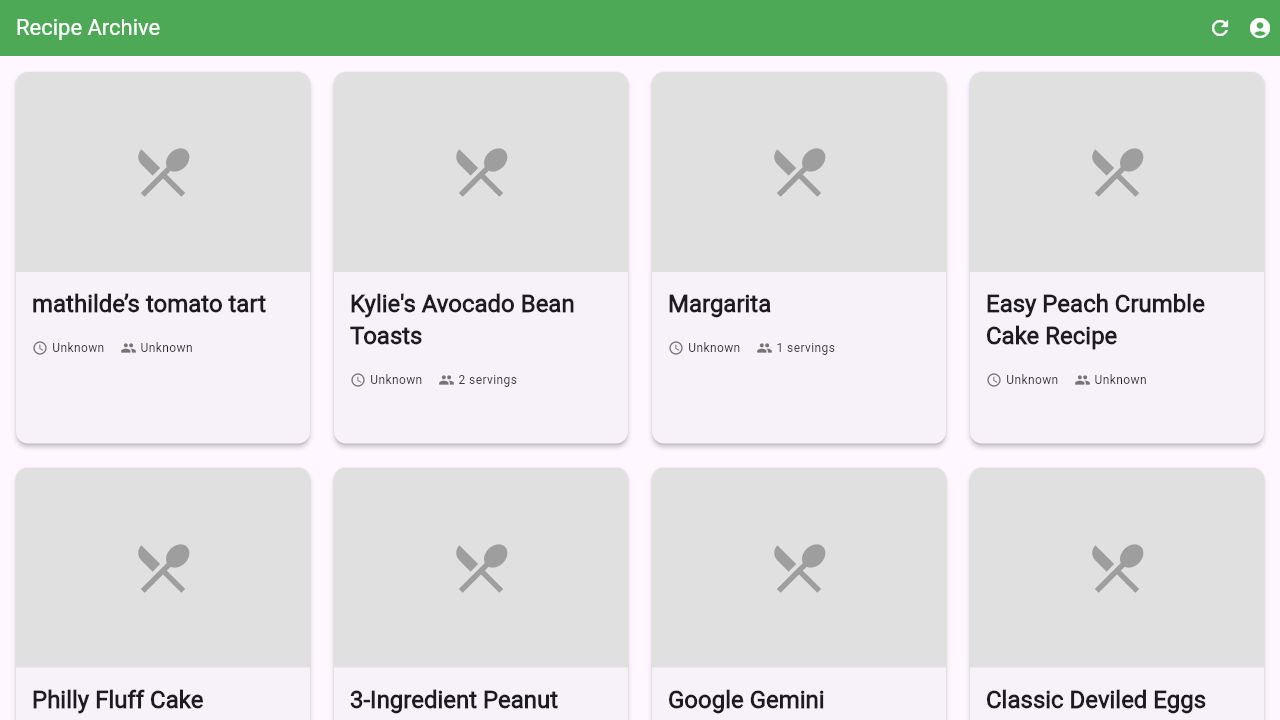 Recipe Archive
mathilde’s tomato tart
Unknown Unknown
Kylie's Avocado Bean
Toasts
Unknown 2 servings
Margarita
Unknown 1 servings
Easy Peach Crumble
Cake Recipe
Unknown Unknown
Philly Fluff Cake
3-Ingredient Peanut
Google Gemini
Classic Deviled Eggs